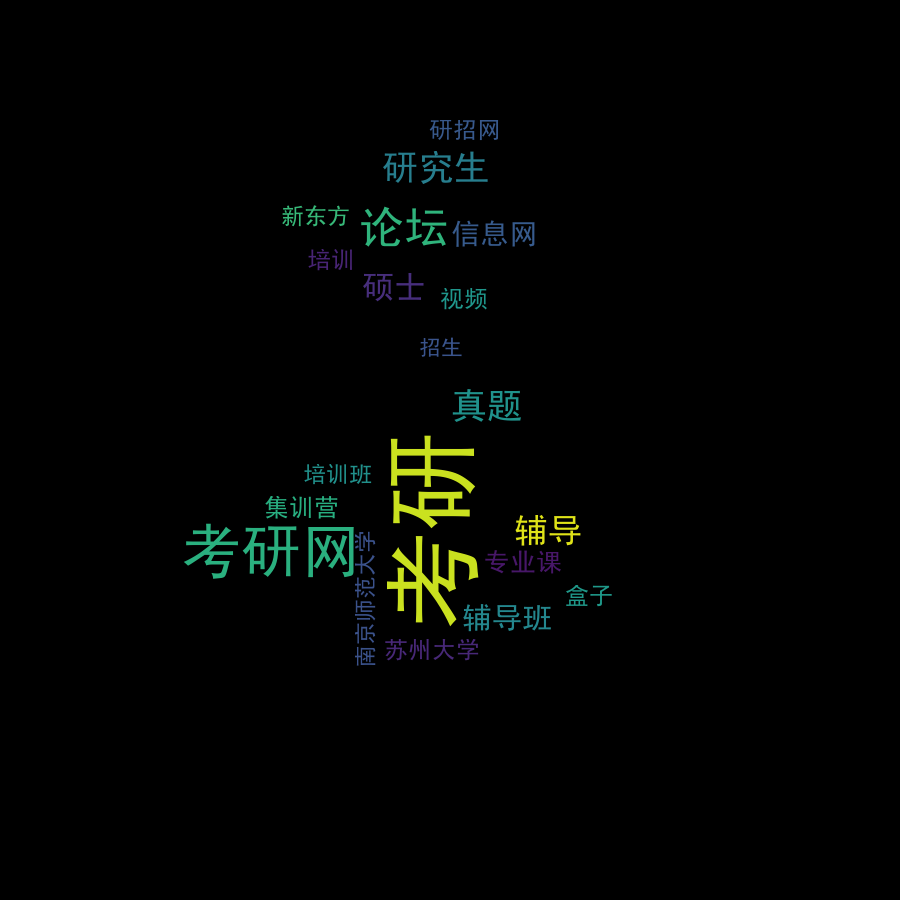 研招网
研究生
新东方
论坛
信息网
培训
硕士
视频
招生
真题
考研
培训班
集训营
考研网
辅导
专业课
南京师范大学
盒子
辅导班
苏州大学